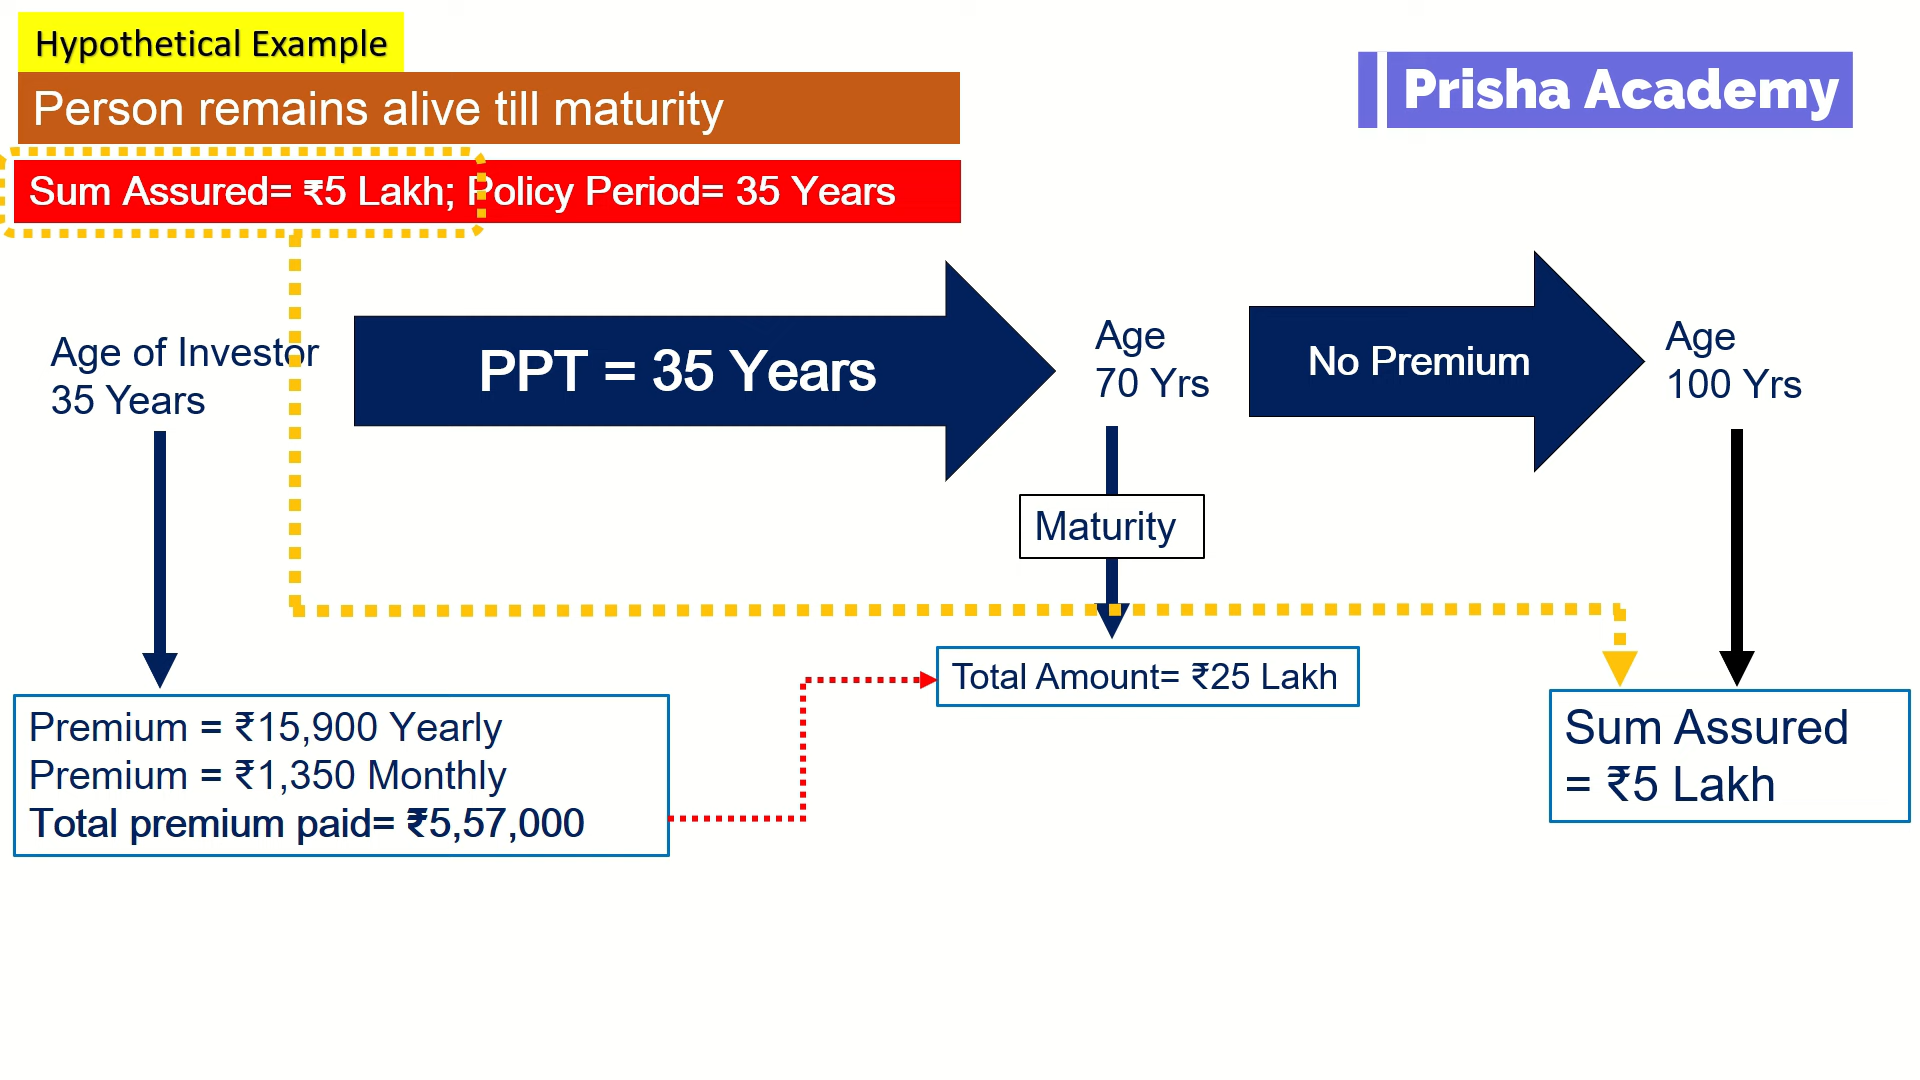 Hypothetical Example
Prisha Academy
Person remains alive till maturity
Sum Assured= ₹5 Lakh; Policy Period= 35 Years
Age of Investor
35 Years
PPT = 35 Years
Age
70 Yrs
No Premium
Age
100 Yrs
Maturity
Total Amount= ₹25 Lakh
Premium = ₹15,900 Yearly
Premium = ₹1,350 Monthly
Total premium paid= ₹5,57,000
Sum Assured
= ₹5 Lakh